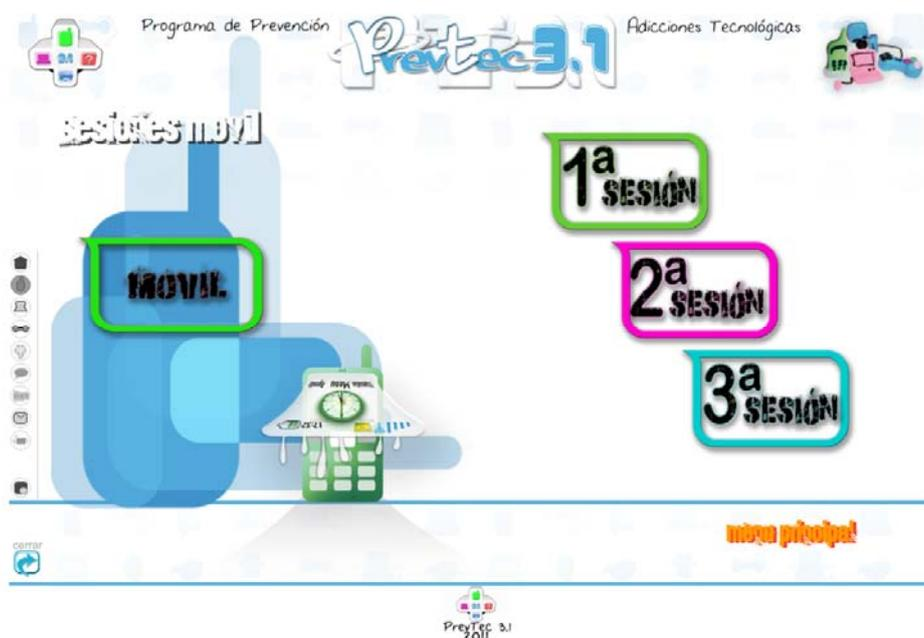 Programa de Prevención
PrevTec 3.1
Adicciones Tecnológicas
sesiones movil
1ª SESIÓN
MOVIL
2ª SESIÓN
3ª SESIÓN
menu principal
cerrar
PrevTec 3.1
2011